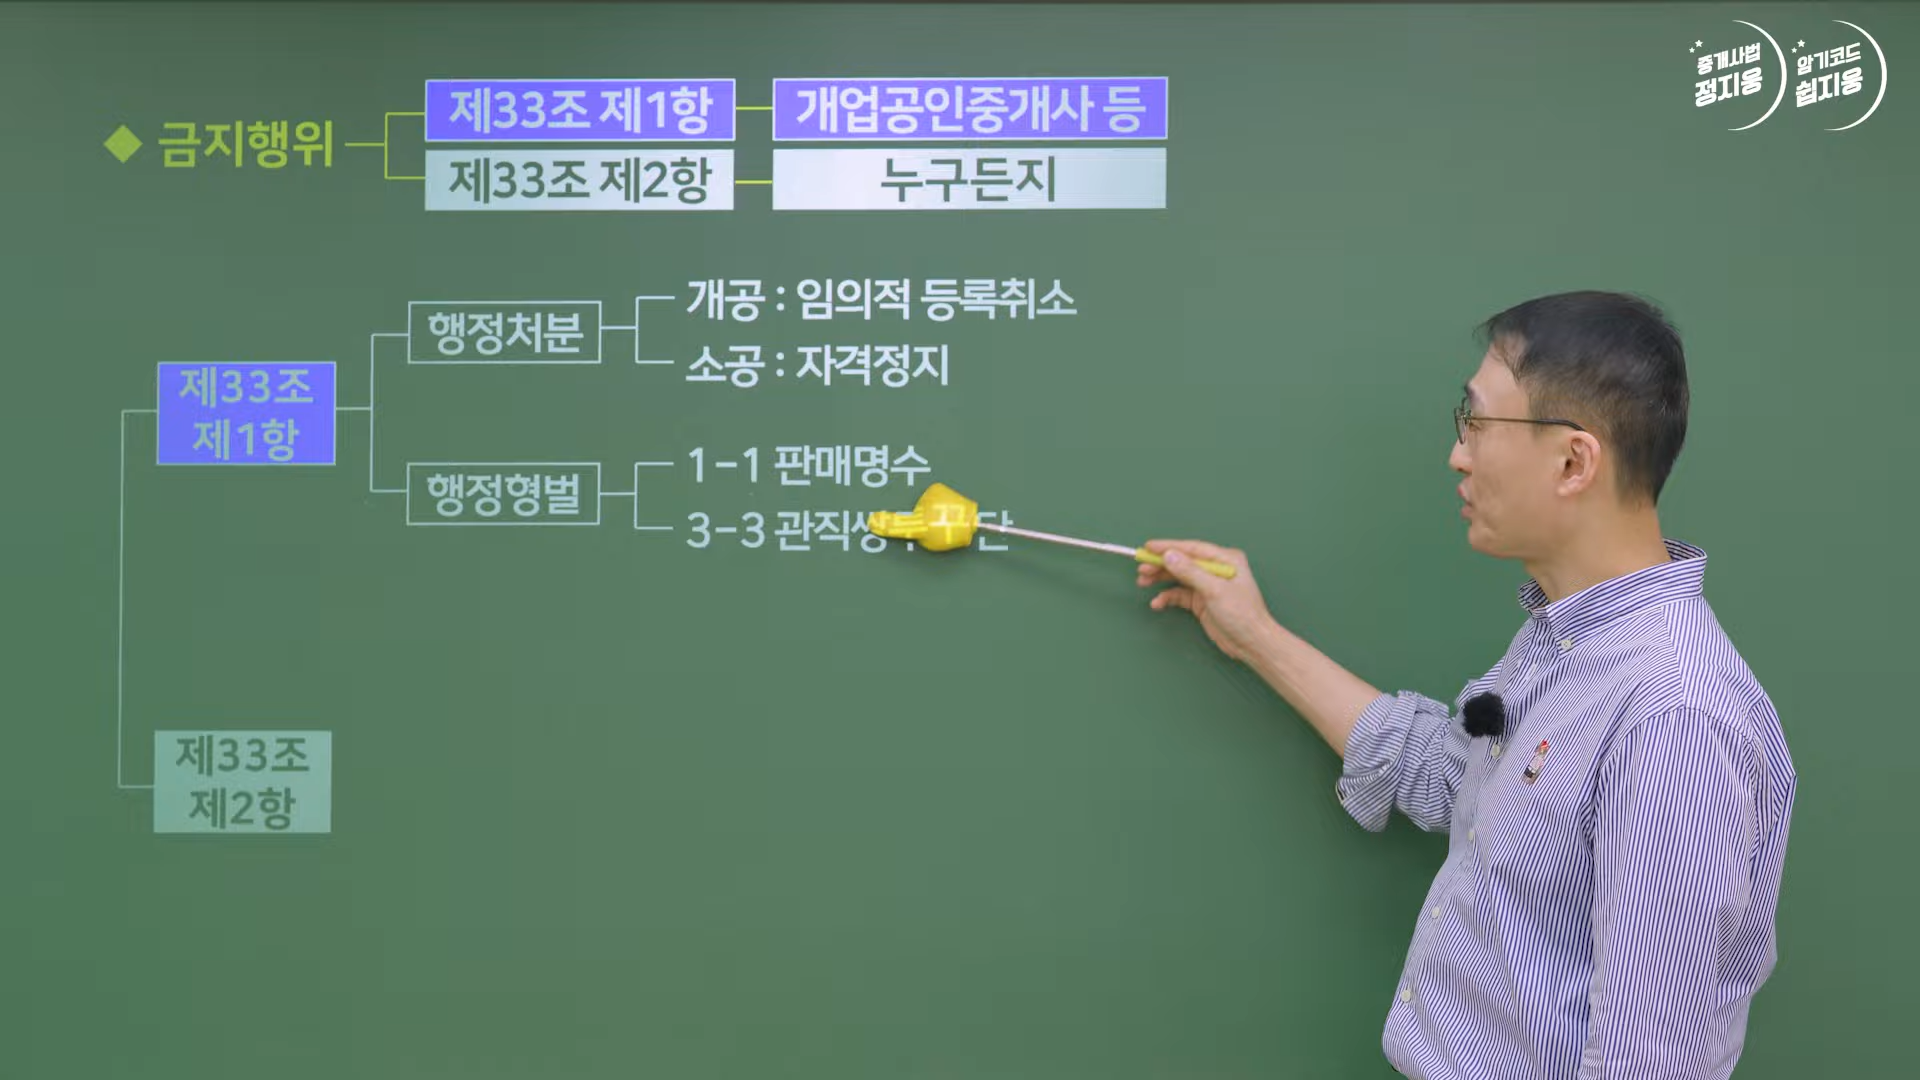 중개사법
정지웅
암기코드
쉽지웅
◆ 금지행위
제33조 제1항
개업공인중개사 등
제33조 제2항
누구든지
제33조
제1항
행정처분
개공 : 임의적 등록취소
소공 : 자격정지
행정형벌
1-1 판매명수
3-3 관직쌍투꾸단
제33조
제2항